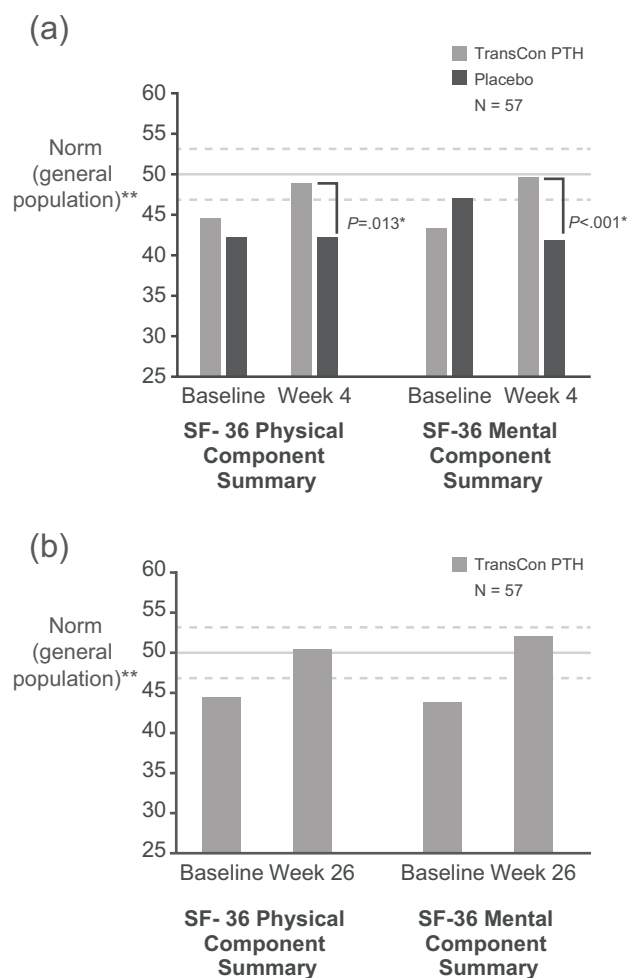 (a)
TransCon PTH
Placebo
N = 57
60
55
50
45
40
35
30
25
Norm
(general
population)**
P=.013*
P<.001*
Baseline Week 4 Baseline Week 4
SF- 36 Physical
Component
Summary
SF-36 Mental
Component
Summary
(b)
TransCon PTH
N = 57
60
55
50
45
40
35
30
25
Norm
(general
population)**
Baseline Week 26 Baseline Week 26
SF- 36 Physical
Component
Summary
SF-36 Mental
Component
Summary